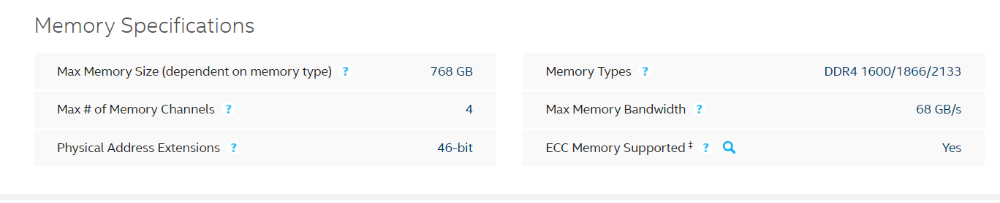 Memory Specifications
Max Memory Size (dependent on memory type) ? 768 GB
Memory Types ? DDR4 1600/1866/2133
Max # of Memory Channels ? 4
Max Memory Bandwidth ? 68 GB/s
Physical Address Extensions ? 46-bit
ECC Memory Supported ‡ ? Yes